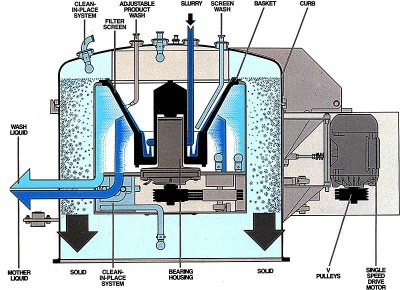 CLEAN-
IN-PLACE
SYSTEM
FILTER
SCREEN
ADJUSTABLE
PRODUCT
WASH
SLURRY
SCREEN
WASH
BASKET
CURB
WASH
LIQUID
MOTHER
LIQUID
SOLID
CLEAN-
IN-PLACE
SYSTEM
BEARING
HOUSING
SOLID
V
PULLEYS
SINGLE
SPEED
DRIVE
MOTOR